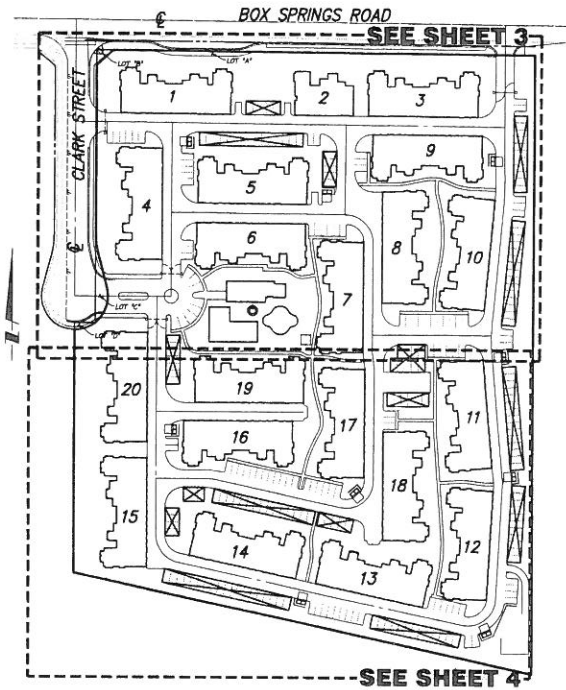 BOX SPRINGS ROAD
℄
SEE SHEET 3
LOT "B"
LOT "A"
CLARK STREET
1
2
3
4
5
9
6
7
8
10
℄
LOT "C"
LOT "D"
20
19
16
17
11
18
15
14
13
12
SEE SHEET 4